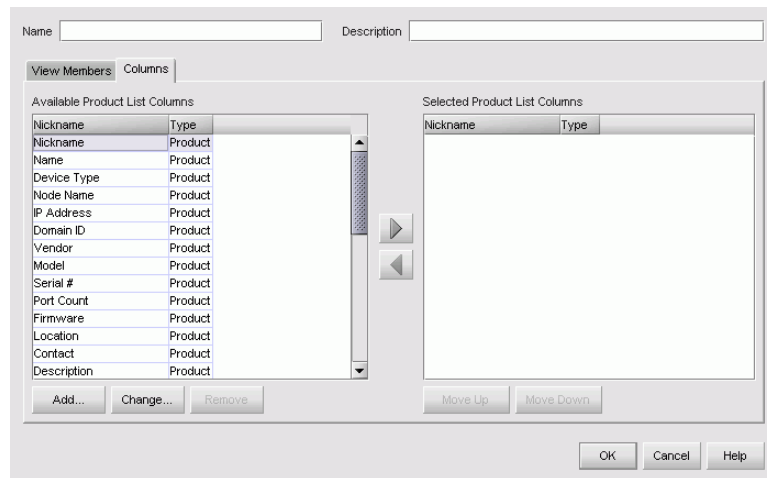 Name Description
View Members Columns
Available Product List Columns Selected Product List Columns
Nickname Type Nickname Type
Nickname Product
Name Product
Device Type Product
Node Name Product
IP Address Product
Domain ID Product
Vendor Product
Model Product
Serial # Product
Port Count Product
Firmware Product
Location Product
Contact Product
Description Product
Add... Change... Remove Move Up Move Down
OK Cancel Help